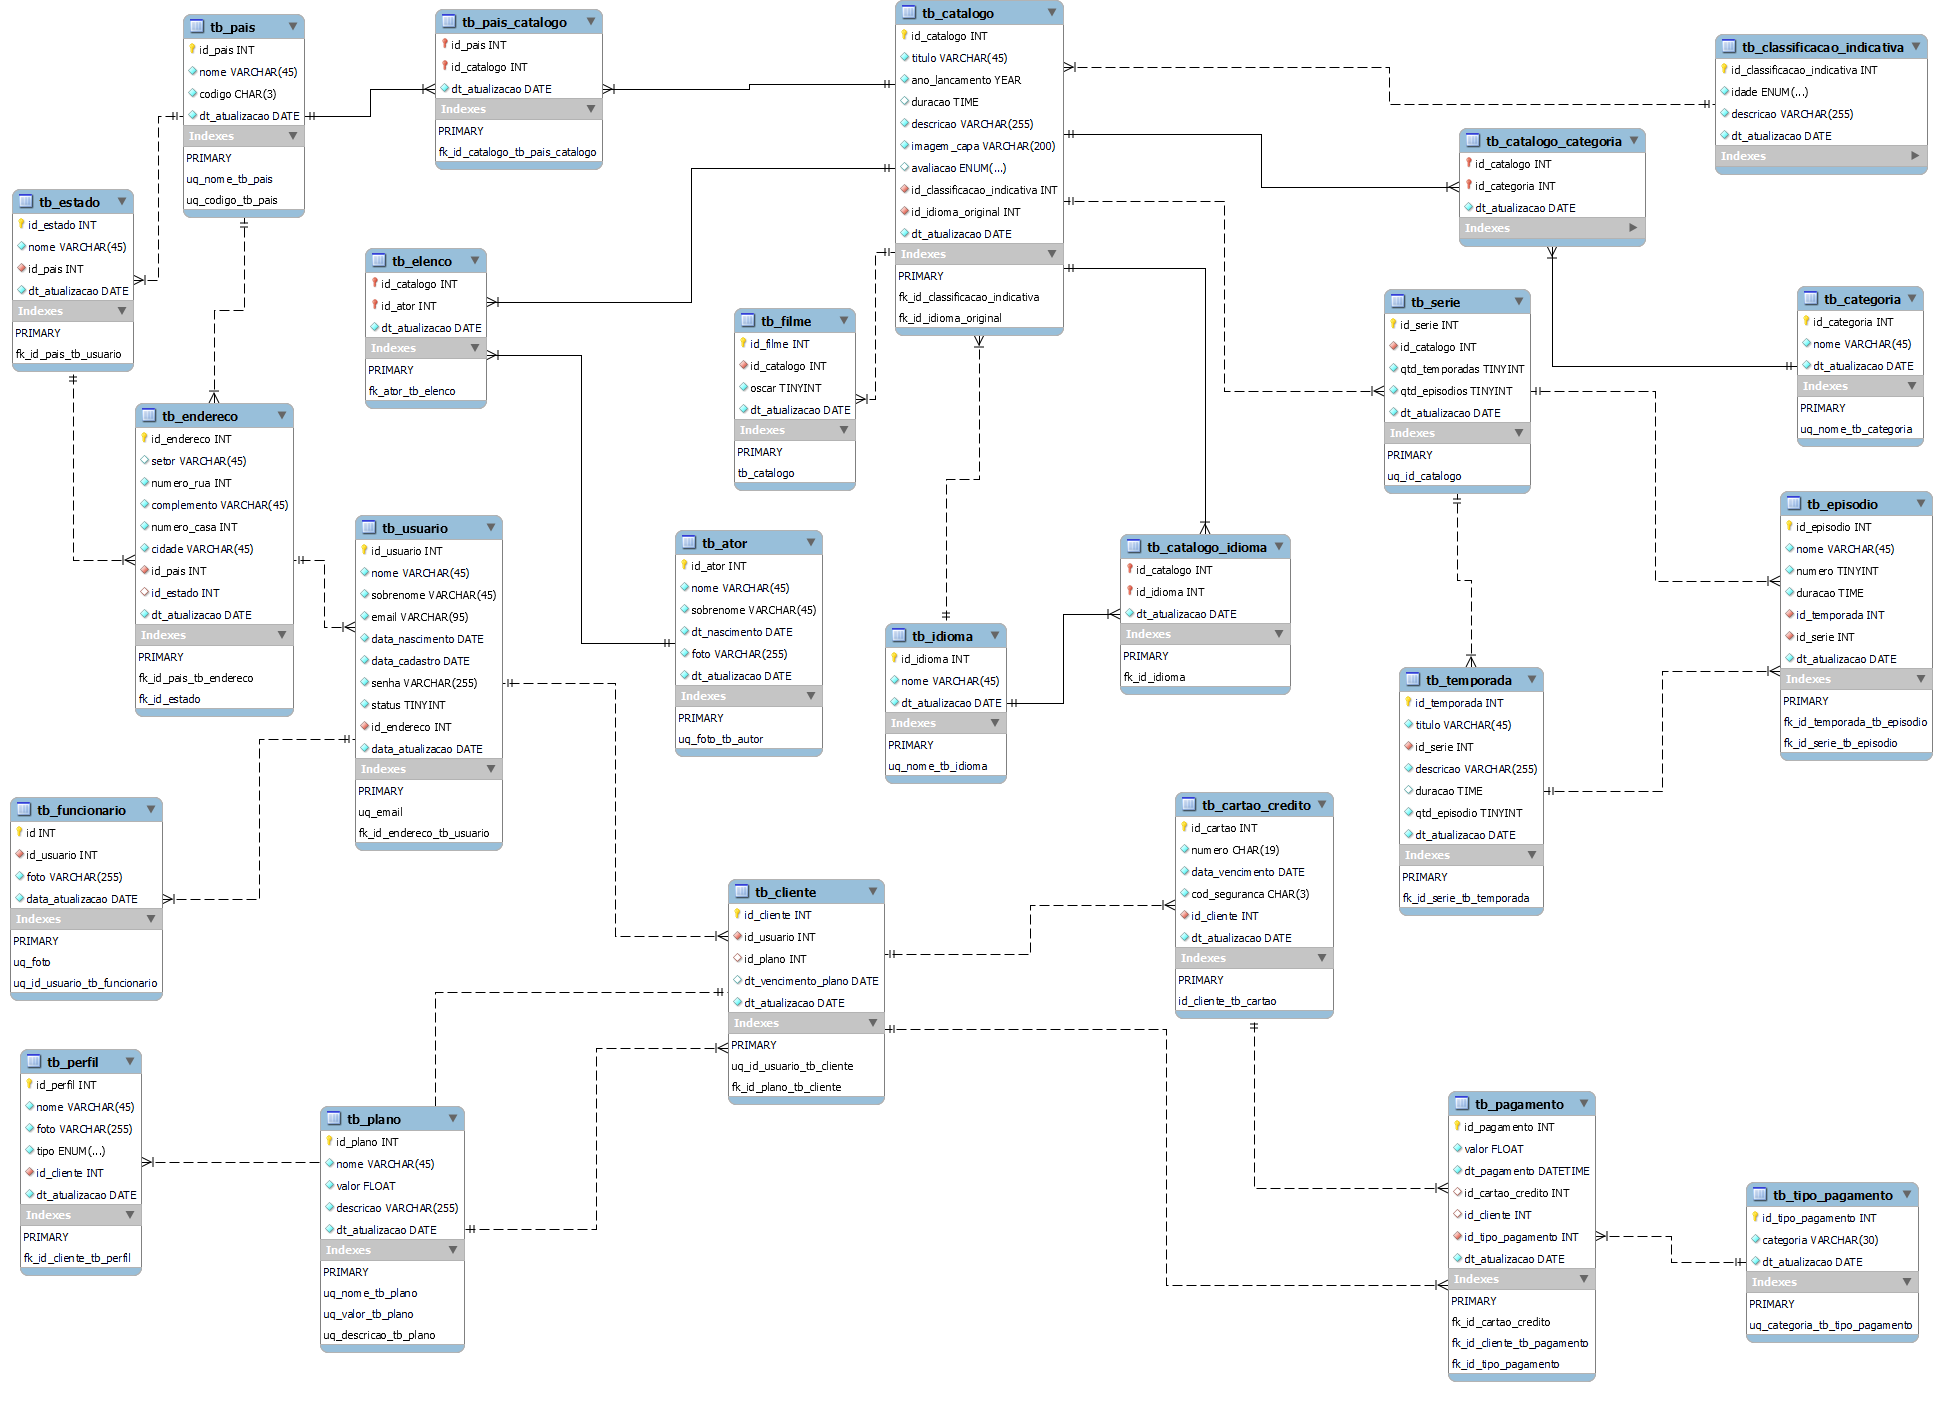 tb_pais
id_pais INT
nome VARCHAR(45)
codigo CHAR(3)
dt_atualizacao DATE
Indexes
PRIMARY
uq_nome_tb_pais
uq_codigo_tb_pais
tb_pais_catalogo
id_pais INT
id_catalogo INT
dt_atualizacao DATE
Indexes
PRIMARY
fk_id_catalogo_tb_pais_catalogo
tb_catalogo
id_catalogo INT
titulo VARCHAR(45)
ano_lancamento YEAR
duracao TIME
descricao VARCHAR(255)
imagem_capa VARCHAR(200)
avaliacao ENUM(...)
id_classificacao_indicativa INT
id_idioma_original INT
dt_atualizacao DATE
Indexes
PRIMARY
fk_id_classificacao_indicativa
fk_id_idioma_original
tb_classificacao_indicativa
id_classificacao_indicativa INT
idade ENUM(...)
descricao VARCHAR(255)
dt_atualizacao DATE
Indexes
tb_catalogo_categoria
id_catalogo INT
id_categoria INT
dt_atualizacao DATE
Indexes
tb_estado
id_estado INT
nome VARCHAR(45)
id_pais INT
dt_atualizacao DATE
Indexes
PRIMARY
fk_id_pais_tb_usuario
tb_elenco
id_catalogo INT
id_ator INT
dt_atualizacao DATE
Indexes
PRIMARY
fk_ator_tb_elenco
tb_filme
id_filme INT
id_catalogo INT
oscar TINYINT
dt_atualizacao DATE
Indexes
PRIMARY
tb_catalogo
tb_serie
id_serie INT
id_catalogo INT
qtd_temporadas TINYINT
qtd_episodios TINYINT
dt_atualizacao DATE
Indexes
PRIMARY
uq_id_catalogo
tb_categoria
id_categoria INT
nome VARCHAR(45)
dt_atualizacao DATE
Indexes
PRIMARY
uq_nome_tb_categoria
tb_endereco
id_endereco INT
setor VARCHAR(45)
numero_rua INT
complemento VARCHAR(45)
numero_casa INT
cidade VARCHAR(45)
id_pais INT
id_estado INT
dt_atualizacao DATE
Indexes
PRIMARY
fk_id_pais_tb_endereco
fk_id_estado
tb_usuario
id_usuario INT
nome VARCHAR(45)
sobrenome VARCHAR(45)
email VARCHAR(95)
data_nascimento DATE
data_cadastro DATE
senha VARCHAR(255)
status TINYINT
id_endereco INT
data_atualizacao DATE
Indexes
PRIMARY
uq_email
fk_id_endereco_tb_usuario
tb_ator
id_ator INT
nome VARCHAR(45)
sobrenome VARCHAR(45)
dt_nascimento DATE
foto VARCHAR(255)
dt_atualizacao DATE
Indexes
PRIMARY
uq_foto_tb_autor
tb_idioma
id_idioma INT
nome VARCHAR(45)
dt_atualizacao DATE
Indexes
PRIMARY
uq_nome_tb_idioma
tb_catalogo_idioma
id_catalogo INT
id_idioma INT
dt_atualizacao DATE
Indexes
PRIMARY
fk_id_idioma
tb_episodio
id_episodio INT
nome VARCHAR(45)
numero TINYINT
duracao TIME
id_temporada INT
id_serie INT
dt_atualizacao DATE
Indexes
PRIMARY
fk_id_temporada_tb_episodio
fk_id_serie_tb_episodio
tb_temporada
id_temporada INT
titulo VARCHAR(45)
id_serie INT
descricao VARCHAR(255)
duracao TIME
qtd_episodio TINYINT
dt_atualizacao DATE
Indexes
PRIMARY
fk_id_serie_tb_temporada
tb_funcionario
id INT
id_usuario INT
foto VARCHAR(255)
data_atualizacao DATE
Indexes
PRIMARY
uq_foto
uq_id_usuario_tb_funcionario
tb_cliente
id_cliente INT
id_usuario INT
id_plano INT
dt_vencimento_plano DATE
dt_atualizacao DATE
Indexes
PRIMARY
uq_id_usuario_tb_cliente
fk_id_plano_tb_cliente
tb_cartao_credito
id_cartao INT
numero CHAR(19)
data_vencimento DATE
cod_seguranca CHAR(3)
id_cliente INT
dt_atualizacao DATE
Indexes
PRIMARY
id_cliente_tb_cartao
tb_perfil
id_perfil INT
nome VARCHAR(45)
foto VARCHAR(255)
tipo ENUM(...)
id_cliente INT
dt_atualizacao DATE
Indexes
PRIMARY
fk_id_cliente_tb_perfil
tb_plano
id_plano INT
nome VARCHAR(45)
valor FLOAT
descricao VARCHAR(255)
dt_atualizacao DATE
Indexes
PRIMARY
uq_nome_tb_plano
uq_valor_tb_plano
uq_descricao_tb_plano
tb_pagamento
id_pagamento INT
valor FLOAT
dt_pagamento DATETIME
id_cartao_credito INT
id_cliente INT
id_tipo_pagamento INT
dt_atualizacao DATE
Indexes
PRIMARY
fk_id_cartao_credito
fk_id_cliente_tb_pagamento
fk_id_tipo_pagamento
tb_tipo_pagamento
id_tipo_pagamento INT
categoria VARCHAR(30)
dt_atualizacao DATE
Indexes
PRIMARY
uq_categoria_tb_tipo_pagamento